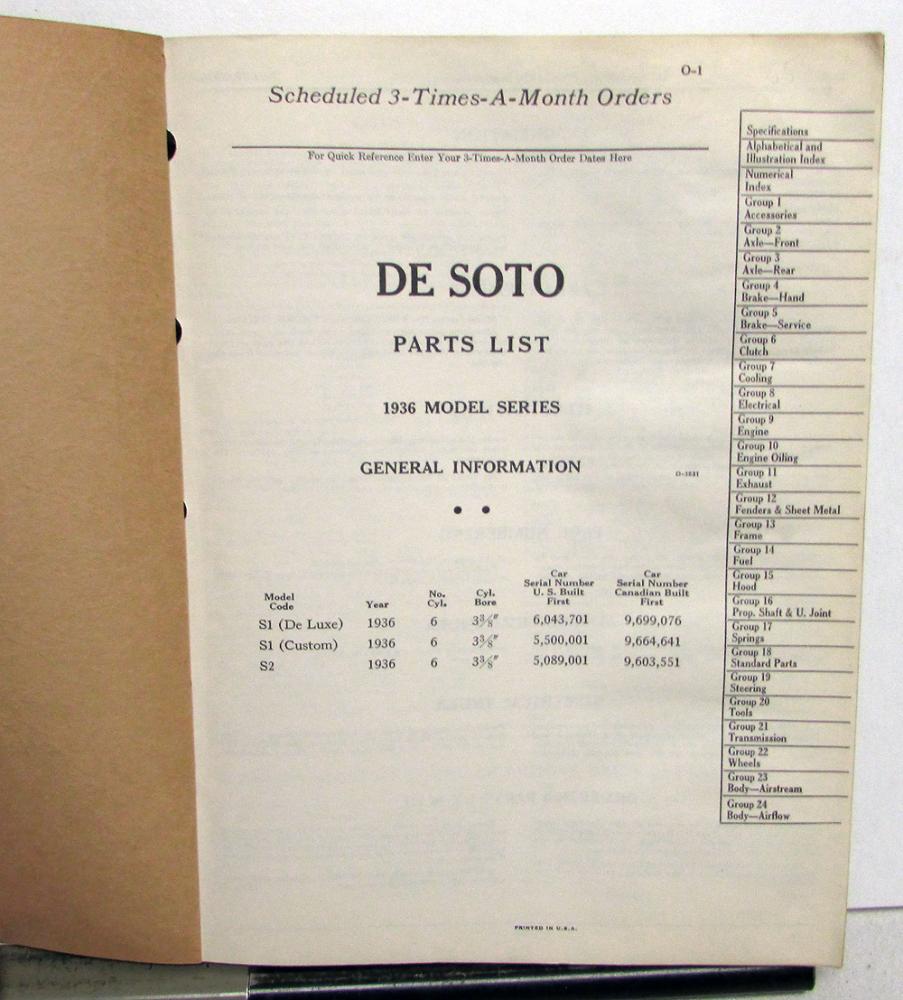 O-1
Scheduled 3-Times-A-Month Orders
For Quick Reference Enter Your 3-Times-A-Month Order Dates Here
DE SOTO
PARTS LIST
1936 MODEL SERIES
GENERAL INFORMATION
Model Code Year No. Cyl. Cyl. Bore Car Serial Number U. S. Built First Car Serial Number Canadian Built First
S1 (De Luxe) 1936 6 3⅜" 6,043,701 9,699,076
S1 (Custom) 1936 6 3⅜" 5,500,001 9,664,641
S2 1936 6 3⅜" 5,089,001 9,603,551
PRINTED IN U.S.A.
Specifications
Alphabetical and
Illustration Index
Numerical
Index
Group 1
Accessories
Group 2
Axle—Front
Group 3
Axle—Rear
Group 4
Brake—Hand
Group 5
Brake—Service
Group 6
Clutch
Group 7
Cooling
Group 8
Electrical
Group 9
Engine
Group 10
Engine Oiling
Group 11
Exhaust
Group 12
Fenders & Sheet Metal
Group 13
Frame
Group 14
Fuel
Group 15
Hood
Group 16
Prop. Shaft & U. Joint
Group 17
Springs
Group 18
Standard Parts
Group 19
Steering
Group 20
Tools
Group 21
Transmission
Group 22
Wheels
Group 23
Body—Airstream
Group 24
Body—Airflow